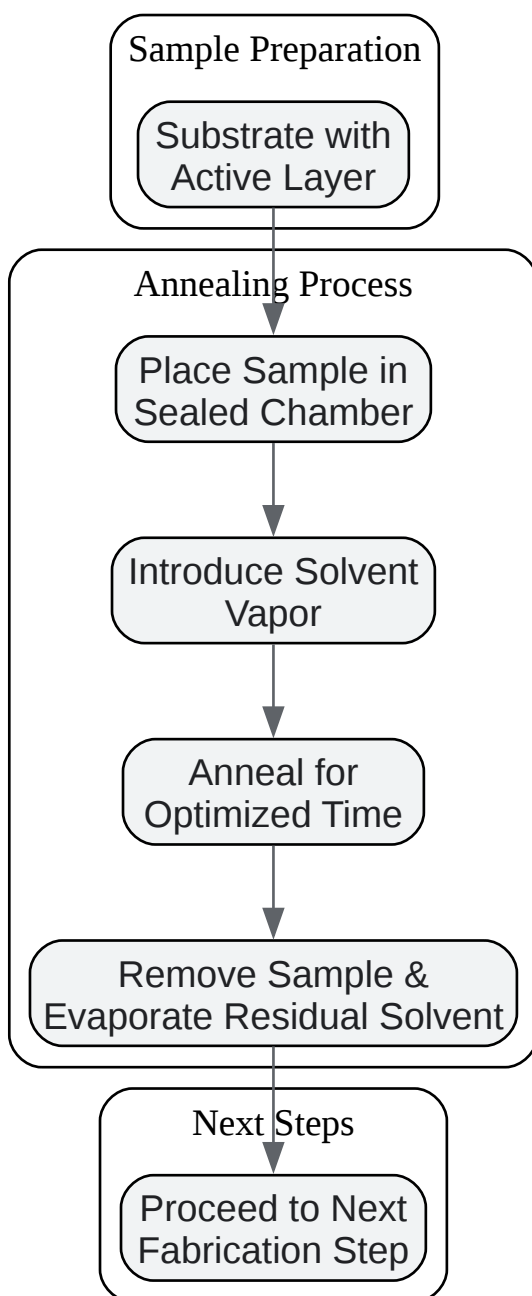 Sample Preparation
Substrate with
Active Layer
Annealing Process
Place Sample in
Sealed Chamber
Introduce Solvent
Vapor
Anneal for
Optimized Time
Remove Sample &
Evaporate Residual Solvent
Next Steps
Proceed to Next
Fabrication Step